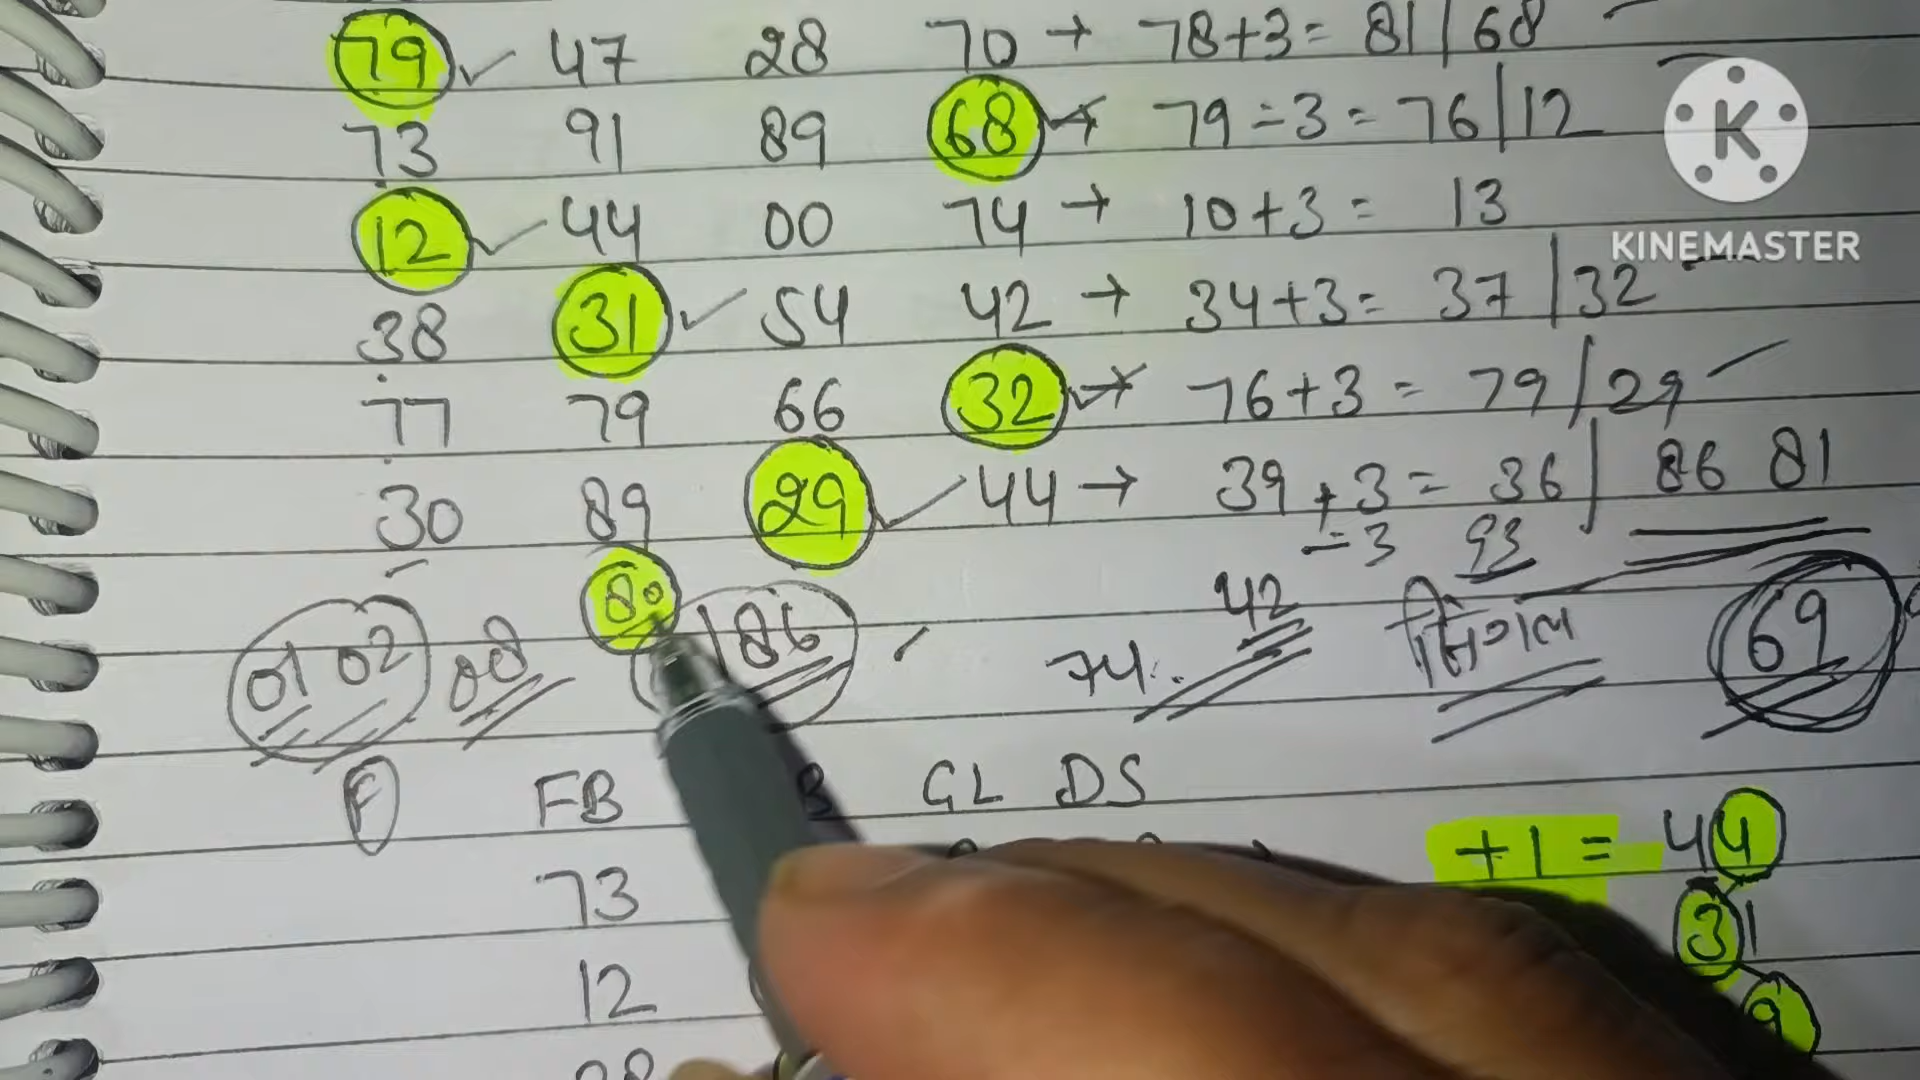 79 47 28 70 → 78+3= 81/68
73 91 89 68 → 79÷3= 76/12
12 44 00 74 → 10+3= 13
KINEMASTER
38 31 54 42 → 34+3= 37/32
77 79 66 32 → 76+3= 79/29
30 89 29 44 → 39+3= 36/ 86 81
÷3 93
01 02 80 86 74 42 सिंगल 69
F FB GL DS
+1= 44
73 31
12 9